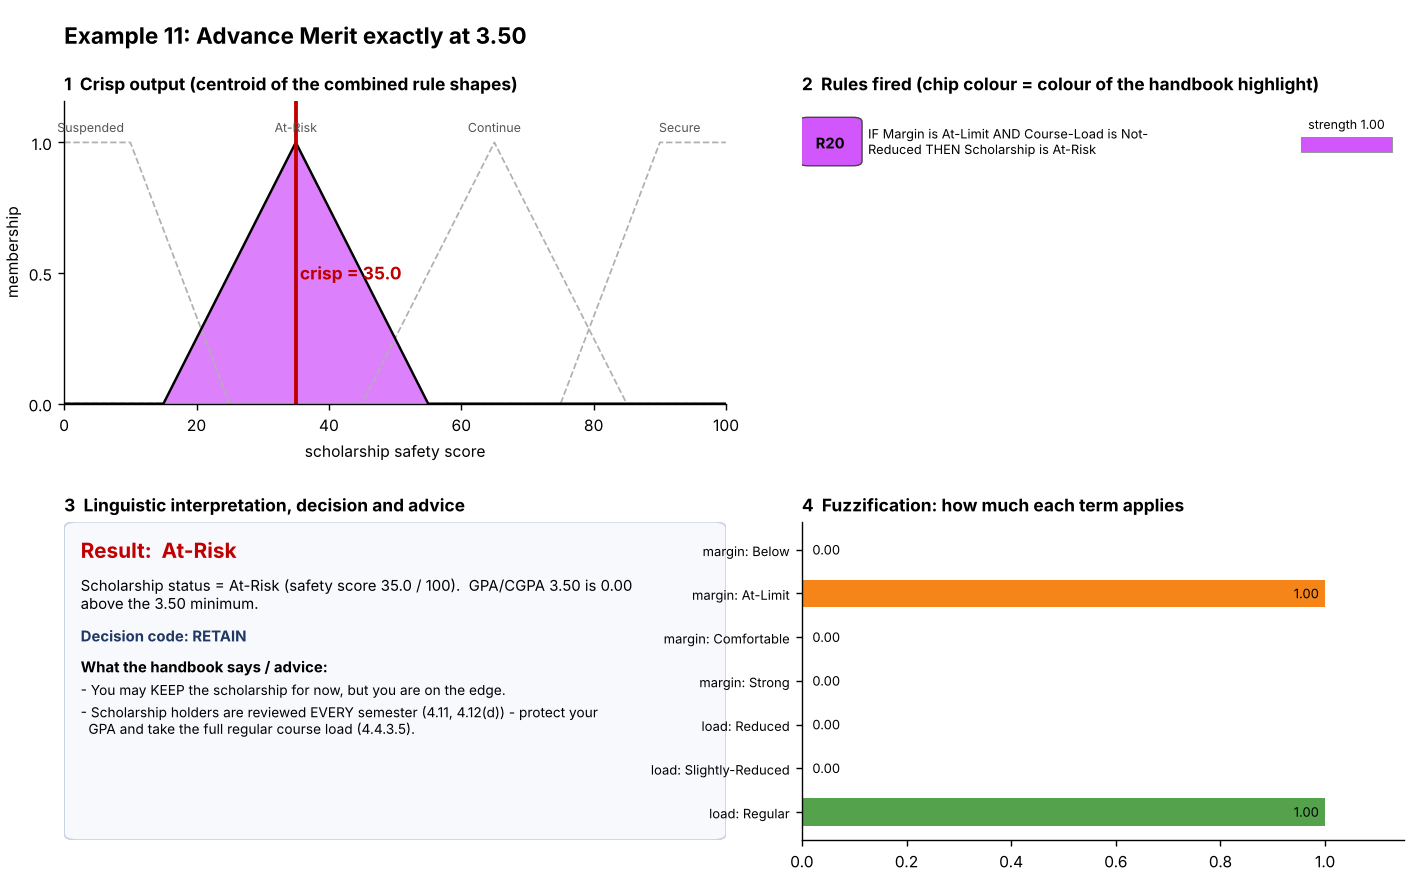 Example 11: Advance Merit exactly at 3.50
1 Crisp output (centroid of the combined rule shapes)
Suspended
At-Risk
Continue
Secure
1.0
0.5
0.0
membership
crisp = 35.0
0
20
40
60
80
100
scholarship safety score
2 Rules fired (chip colour = colour of the handbook highlight)
R20
IF Margin is At-Limit AND Course-Load is Not-
Reduced THEN Scholarship is At-Risk
strength 1.00
3 Linguistic interpretation, decision and advice
Result: At-Risk
Scholarship status = At-Risk (safety score 35.0 / 100). GPA/CGPA 3.50 is 0.00
above the 3.50 minimum.
Decision code: RETAIN
What the handbook says / advice:
- You may KEEP the scholarship for now, but you are on the edge.
- Scholarship holders are reviewed EVERY semester (4.11, 4.12(d)) - protect your
GPA and take the full regular course load (4.4.3.5).
4 Fuzzification: how much each term applies
margin: Below
0.00
margin: At-Limit
1.00
margin: Comfortable
0.00
margin: Strong
0.00
load: Reduced
0.00
load: Slightly-Reduced
0.00
load: Regular
1.00
0.0
0.2
0.4
0.6
0.8
1.0